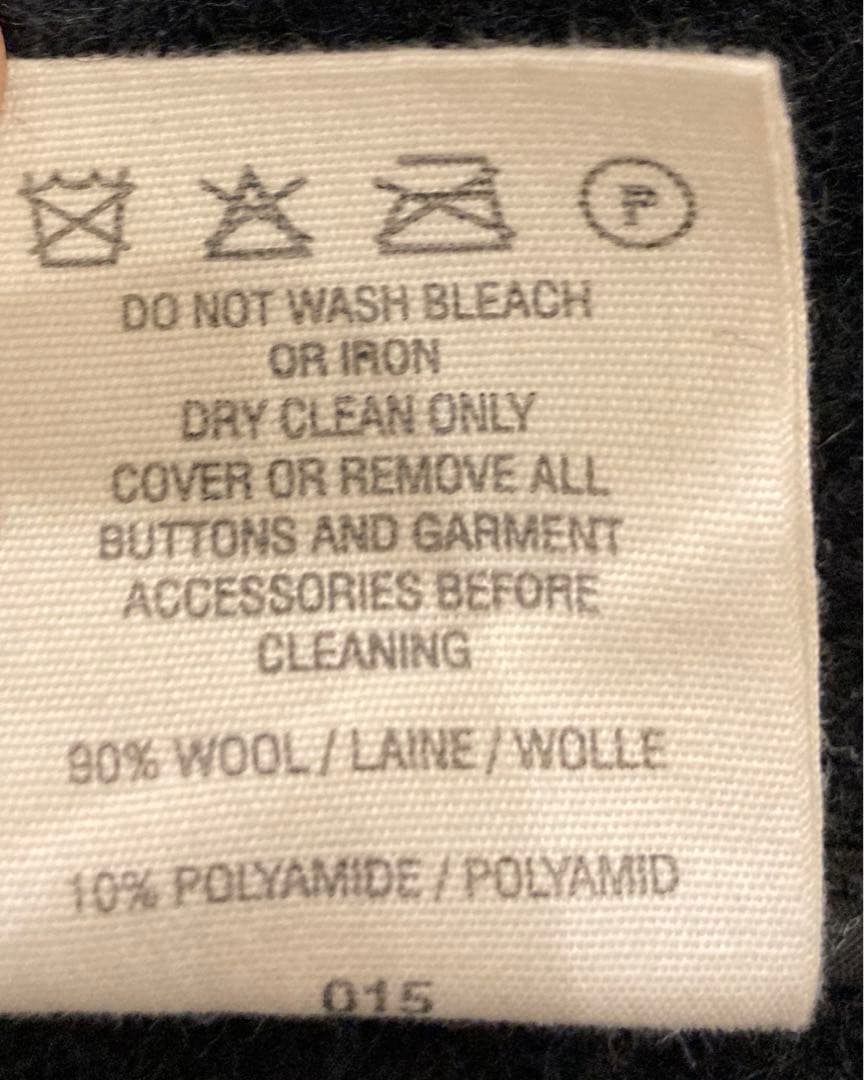 P
DO NOT WASH BLEACH
OR IRON
DRY CLEAN ONLY
COVER OR REMOVE ALL
BUTTONS AND GARMENT
ACCESSORIES BEFORE
CLEANING
90% WOOL / LAINE / WOLLE
10% POLYAMIDE / POLYAMID
015